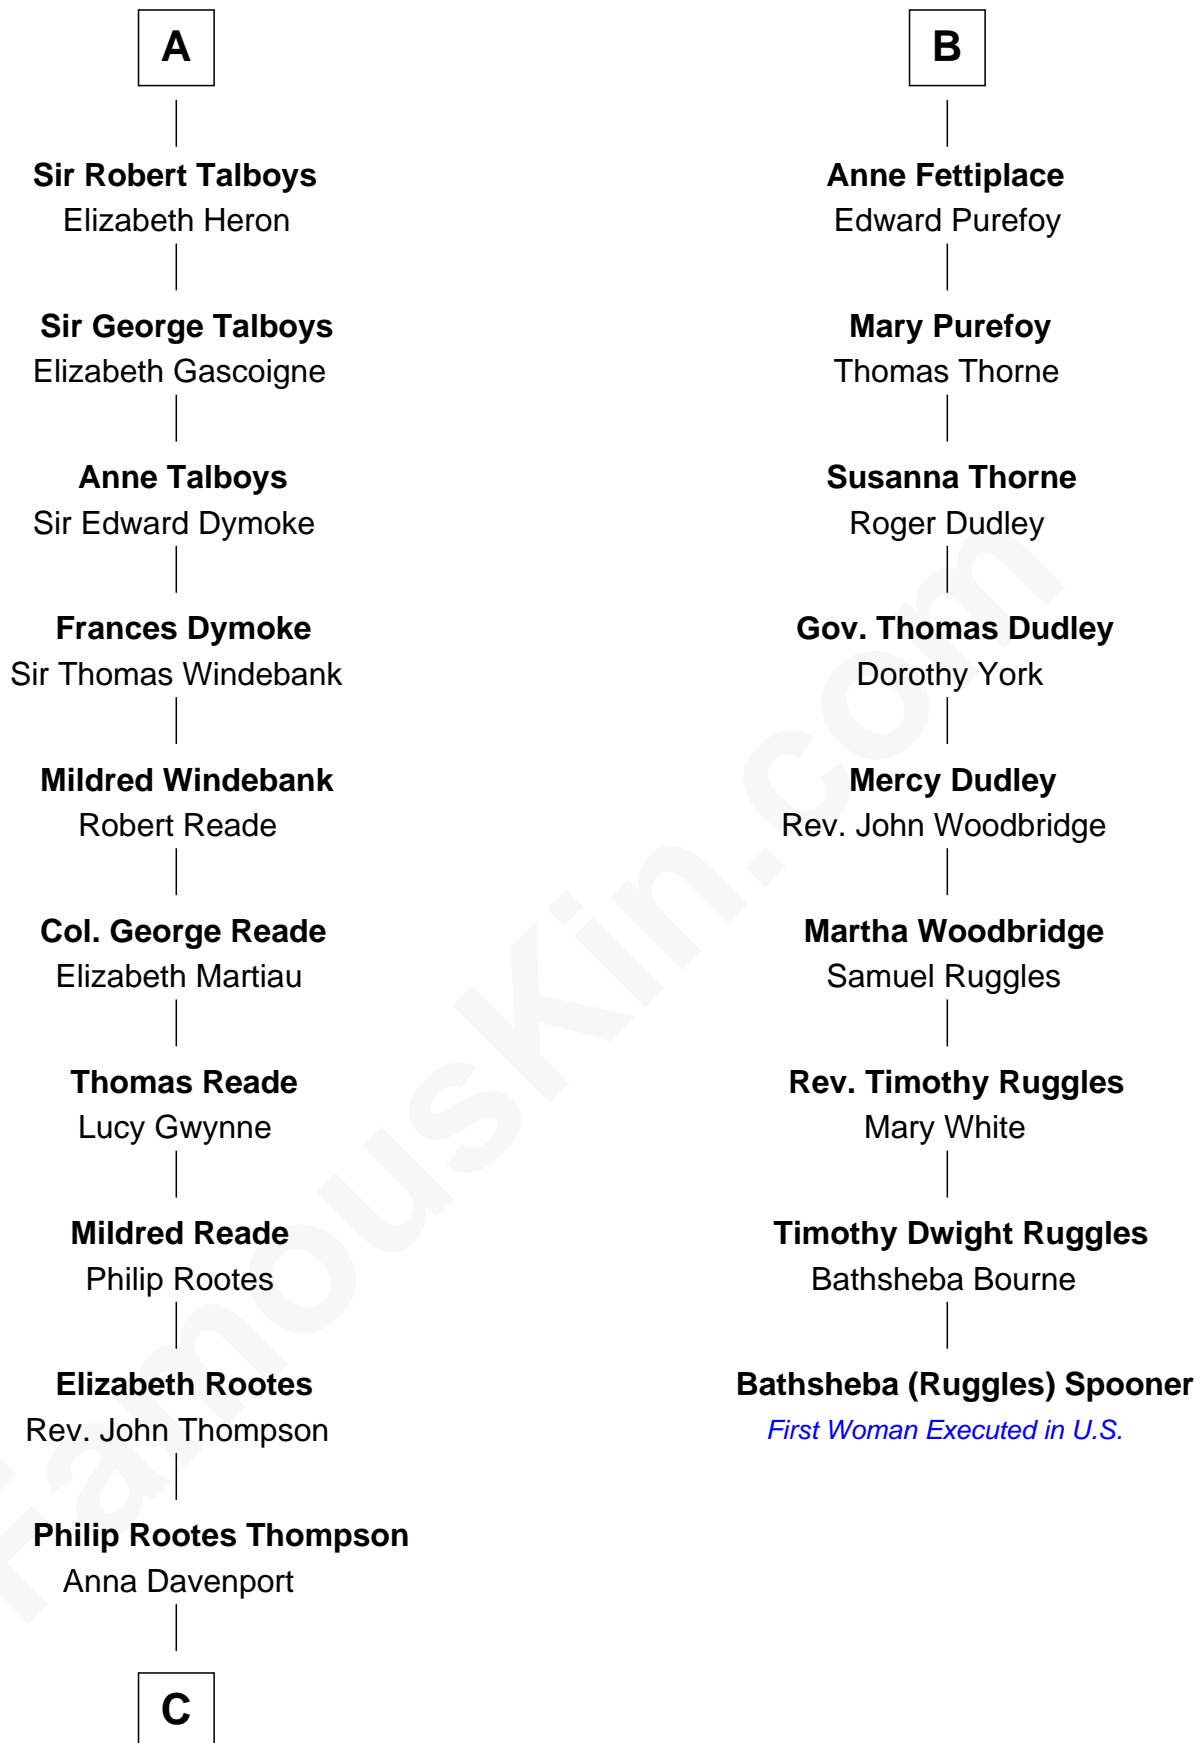 A
Sir Robert Talboys
Elizabeth Heron
Sir George Talboys
Elizabeth Gascoigne
Anne Talboys
Sir Edward Dymoke
Frances Dymoke
Sir Thomas Windebank
Mildred Windebank
Robert Reade
Col. George Reade
Elizabeth Martiau
Thomas Reade
Lucy Gwynne
Mildred Reade
Philip Rootes
Elizabeth Rootes
Rev. John Thompson
Philip Rootes Thompson
Anna Davenport
C
B
Anne Fettiplace
Edward Purefoy
Mary Purefoy
Thomas Thorne
Susanna Thorne
Roger Dudley
Gov. Thomas Dudley
Dorothy York
Mercy Dudley
Rev. John Woodbridge
Martha Woodbridge
Samuel Ruggles
Rev. Timothy Ruggles
Mary White
Timothy Dwight Ruggles
Bathsheba Bourne
Bathsheba (Ruggles) Spooner
First Woman Executed in U.S.
FamousKin.com